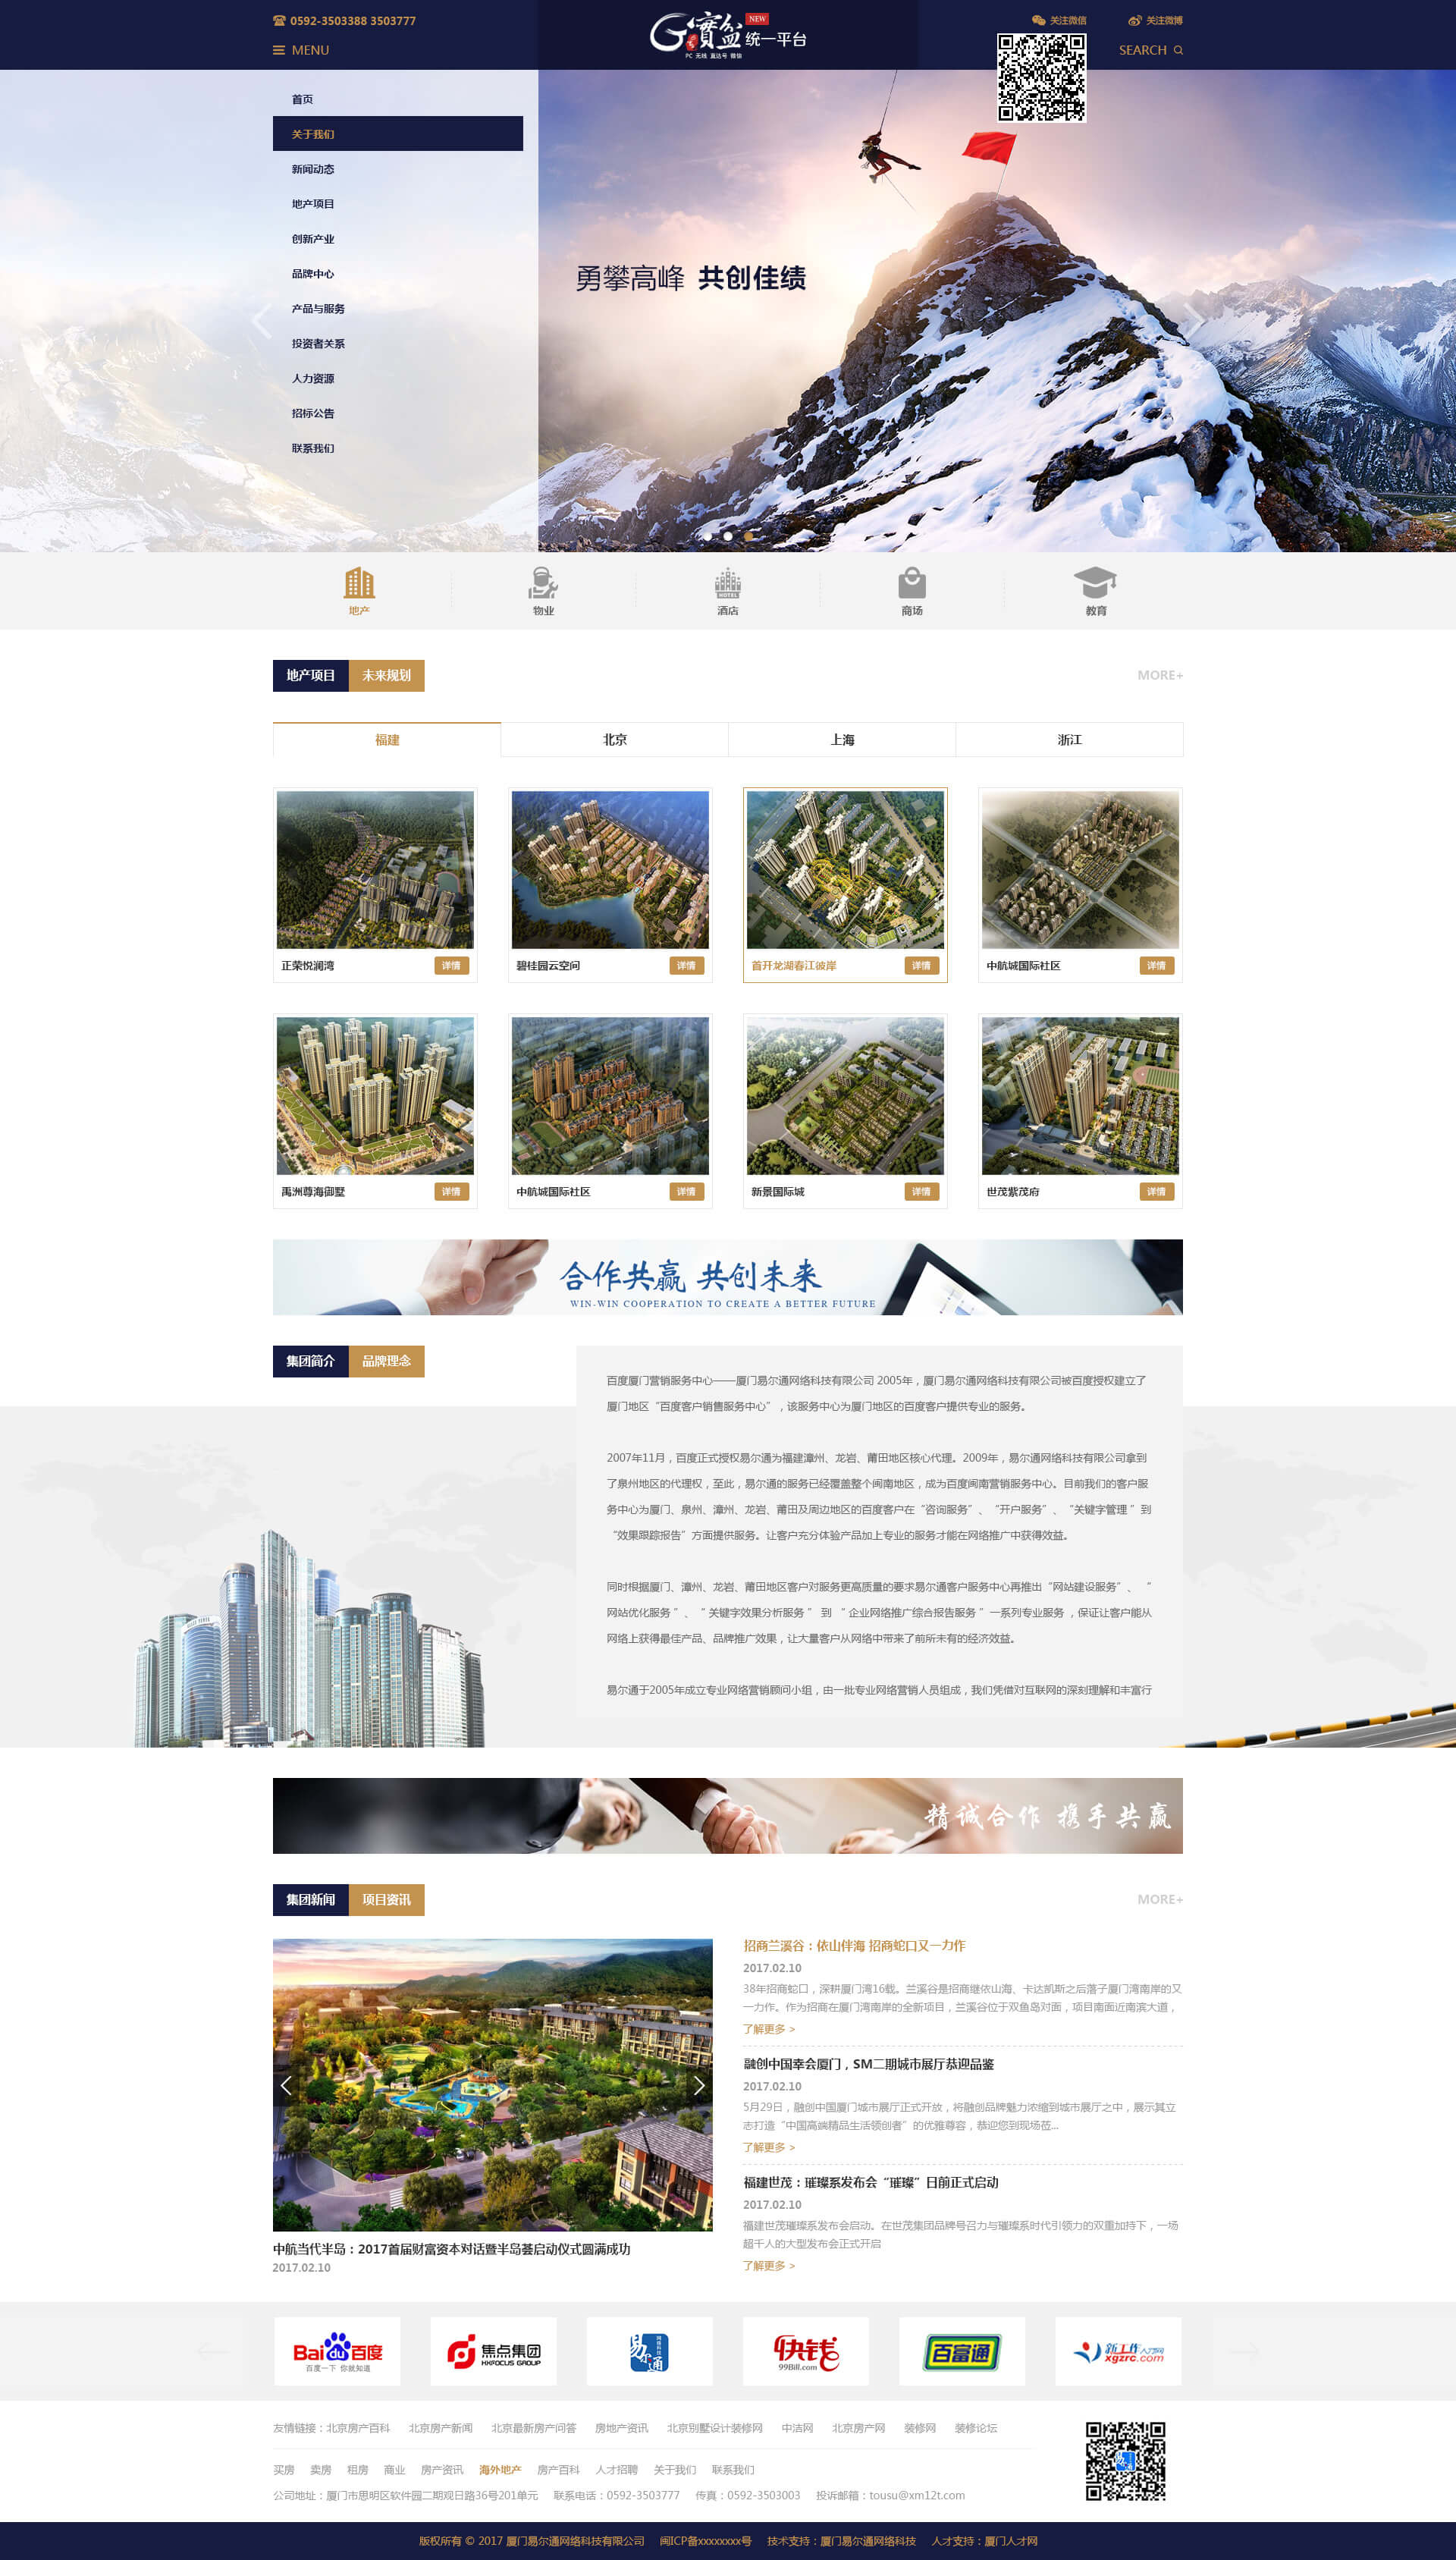 0592-3503388 3503777
MENU
G寶盆
NEW
统一平台
PC 无线 直达号 微信
关注微信
关注微博
SEARCH
首页
关于我们
新闻动态
地产项目
创新产业
品牌中心
产品与服务
投资者关系
人力资源
招标公告
联系我们
勇攀高峰 共创佳绩
地产
物业
HOTEL
酒店
商场
教育
地产项目 未来规划
MORE+
福建
北京
上海
浙江
正荣悦澜湾 详情
碧桂园云空间 详情
首开龙湖春江彼岸 详情
中航城国际社区 详情
禹洲尊海御墅 详情
中航城国际社区 详情
新景国际城 详情
世茂紫茂府 详情
合作共赢 共创未来
WIN-WIN COOPERATION TO CREATE A BETTER FUTURE
集团简介 品牌理念
百度厦门营销服务中心——厦门易尔通网络科技有限公司 2005年，厦门易尔通网络科技有限公司被百度授权建立了
厦门地区“百度客户销售服务中心”，该服务中心为厦门地区的百度客户提供专业的服务。
2007年11月，百度正式授权易尔通为福建漳州、龙岩、莆田地区核心代理。2009年，易尔通网络科技有限公司拿到
了泉州地区的代理权，至此，易尔通的服务已经覆盖整个闽南地区，成为百度闽南营销服务中心。目前我们的客户服
务中心为厦门、泉州、漳州、龙岩、莆田及周边地区的百度客户在“咨询服务”、“开户服务”、“关键字管理 ”到
“效果跟踪报告”方面提供服务。让客户充分体验产品加上专业的服务才能在网络推广中获得效益。
同时根据厦门、漳州、龙岩、莆田地区客户对服务更高质量的要求易尔通客户服务中心再推出“网站建设服务”、 “
网站优化服务 ”、“ 关键字效果分析服务 ” 到 “ 企业网络推广综合报告服务 ”一系列专业服务 ，保证让客户能从
网络上获得最佳产品、品牌推广效果，让大量客户从网络中带来了前所未有的经济效益。
易尔通于2005年成立专业网络营销顾问小组，由一批专业网络营销人员组成，我们凭借对互联网的深刻理解和丰富行
精诚合作 携手共赢
集团新闻 项目资讯
MORE+
中航当代半岛：2017首届财富资本对话暨半岛荟启动仪式圆满成功
2017.02.10
招商兰溪谷：依山伴海 招商蛇口又一力作
2017.02.10
38年招商蛇口，深耕厦门湾16载。兰溪谷是招商继依山海、卡达凯斯之后落子厦门湾南岸的又
一力作。作为招商在厦门湾南岸的全新项目，兰溪谷位于双鱼岛对面，项目南面近南滨大道，
了解更多 >
融创中国幸会厦门，SM二期城市展厅恭迎品鉴
2017.02.10
5月29日，融创中国厦门城市展厅正式开放，将融创品牌魅力浓缩到城市展厅之中，展示其立
志打造“中国高端精品生活领创者”的优雅尊容，恭迎您到现场莅...
了解更多 >
福建世茂：璀璨系发布会“璀璨”日前正式启动
2017.02.10
福建世茂璀璨系发布会启动。在世茂集团品牌号召力与璀璨系时代引领力的双重加持下，一场
超千人的大型发布会正式开启
了解更多 >
Bai百度
百度一下 你就知道
焦点集团
HXFOCUS GROUP
易尔通
网络科技
快钱
99Bill.com
百富通
新工作人才网
xgzrc.com
友情链接：北京房产百科 北京房产新闻 北京最新房产问答 房地产资讯 北京别墅设计装修网 中洁网 北京房产网 装修网 装修论坛
买房 卖房 租房 商业 房产资讯 海外地产 房产百科 人才招聘 关于我们 联系我们
公司地址：厦门市思明区软件园二期观日路36号201单元 联系电话：0592-3503777 传真：0592-3503003 投诉邮箱：tousu@xm12t.com
版权所有 © 2017 厦门易尔通网络科技有限公司 闽ICP备xxxxxxxx号 技术支持：厦门易尔通网络科技 人才支持：厦门人才网